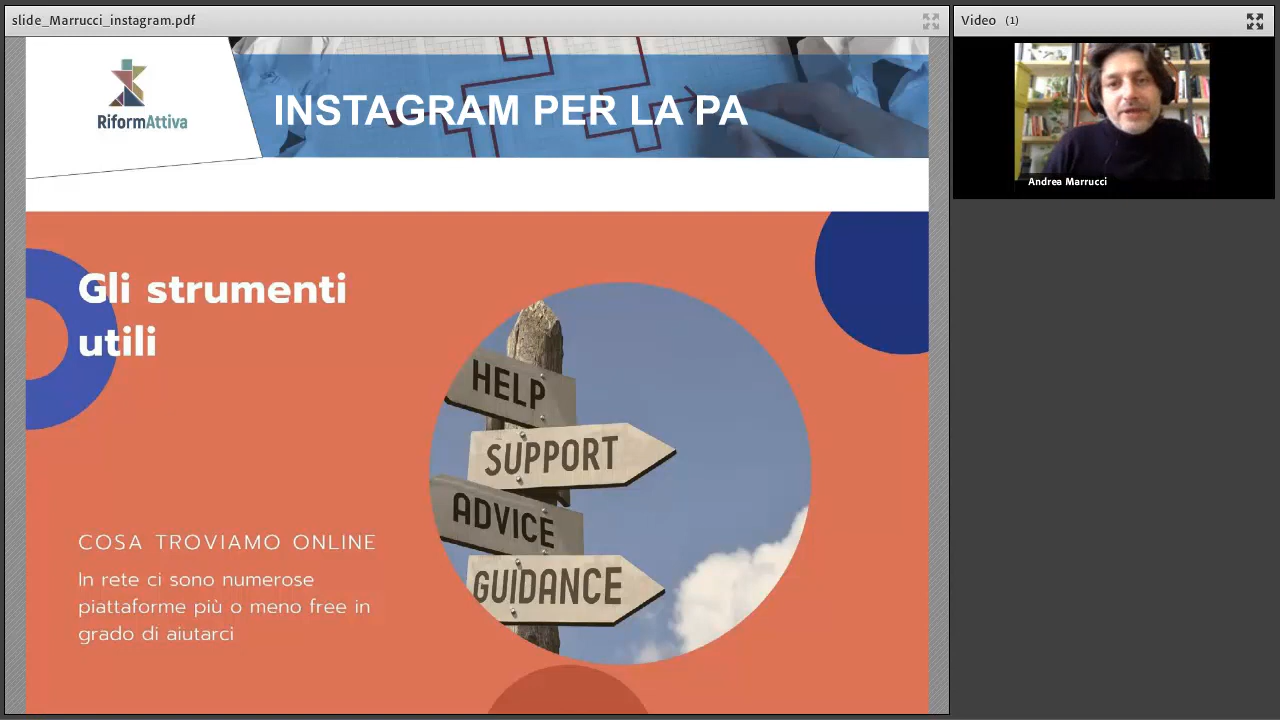 slide_Marrucci_instagram.pdf
Video (1)
RiformAttiva
INSTAGRAM PER LA PA
Andrea Marrucci
Gli strumenti
utili
HELP
SUPPORT
ADVICE
GUIDANCE
COSA TROVIAMO ONLINE
In rete ci sono numerose
piattaforme più o meno free in
grado di aiutarci